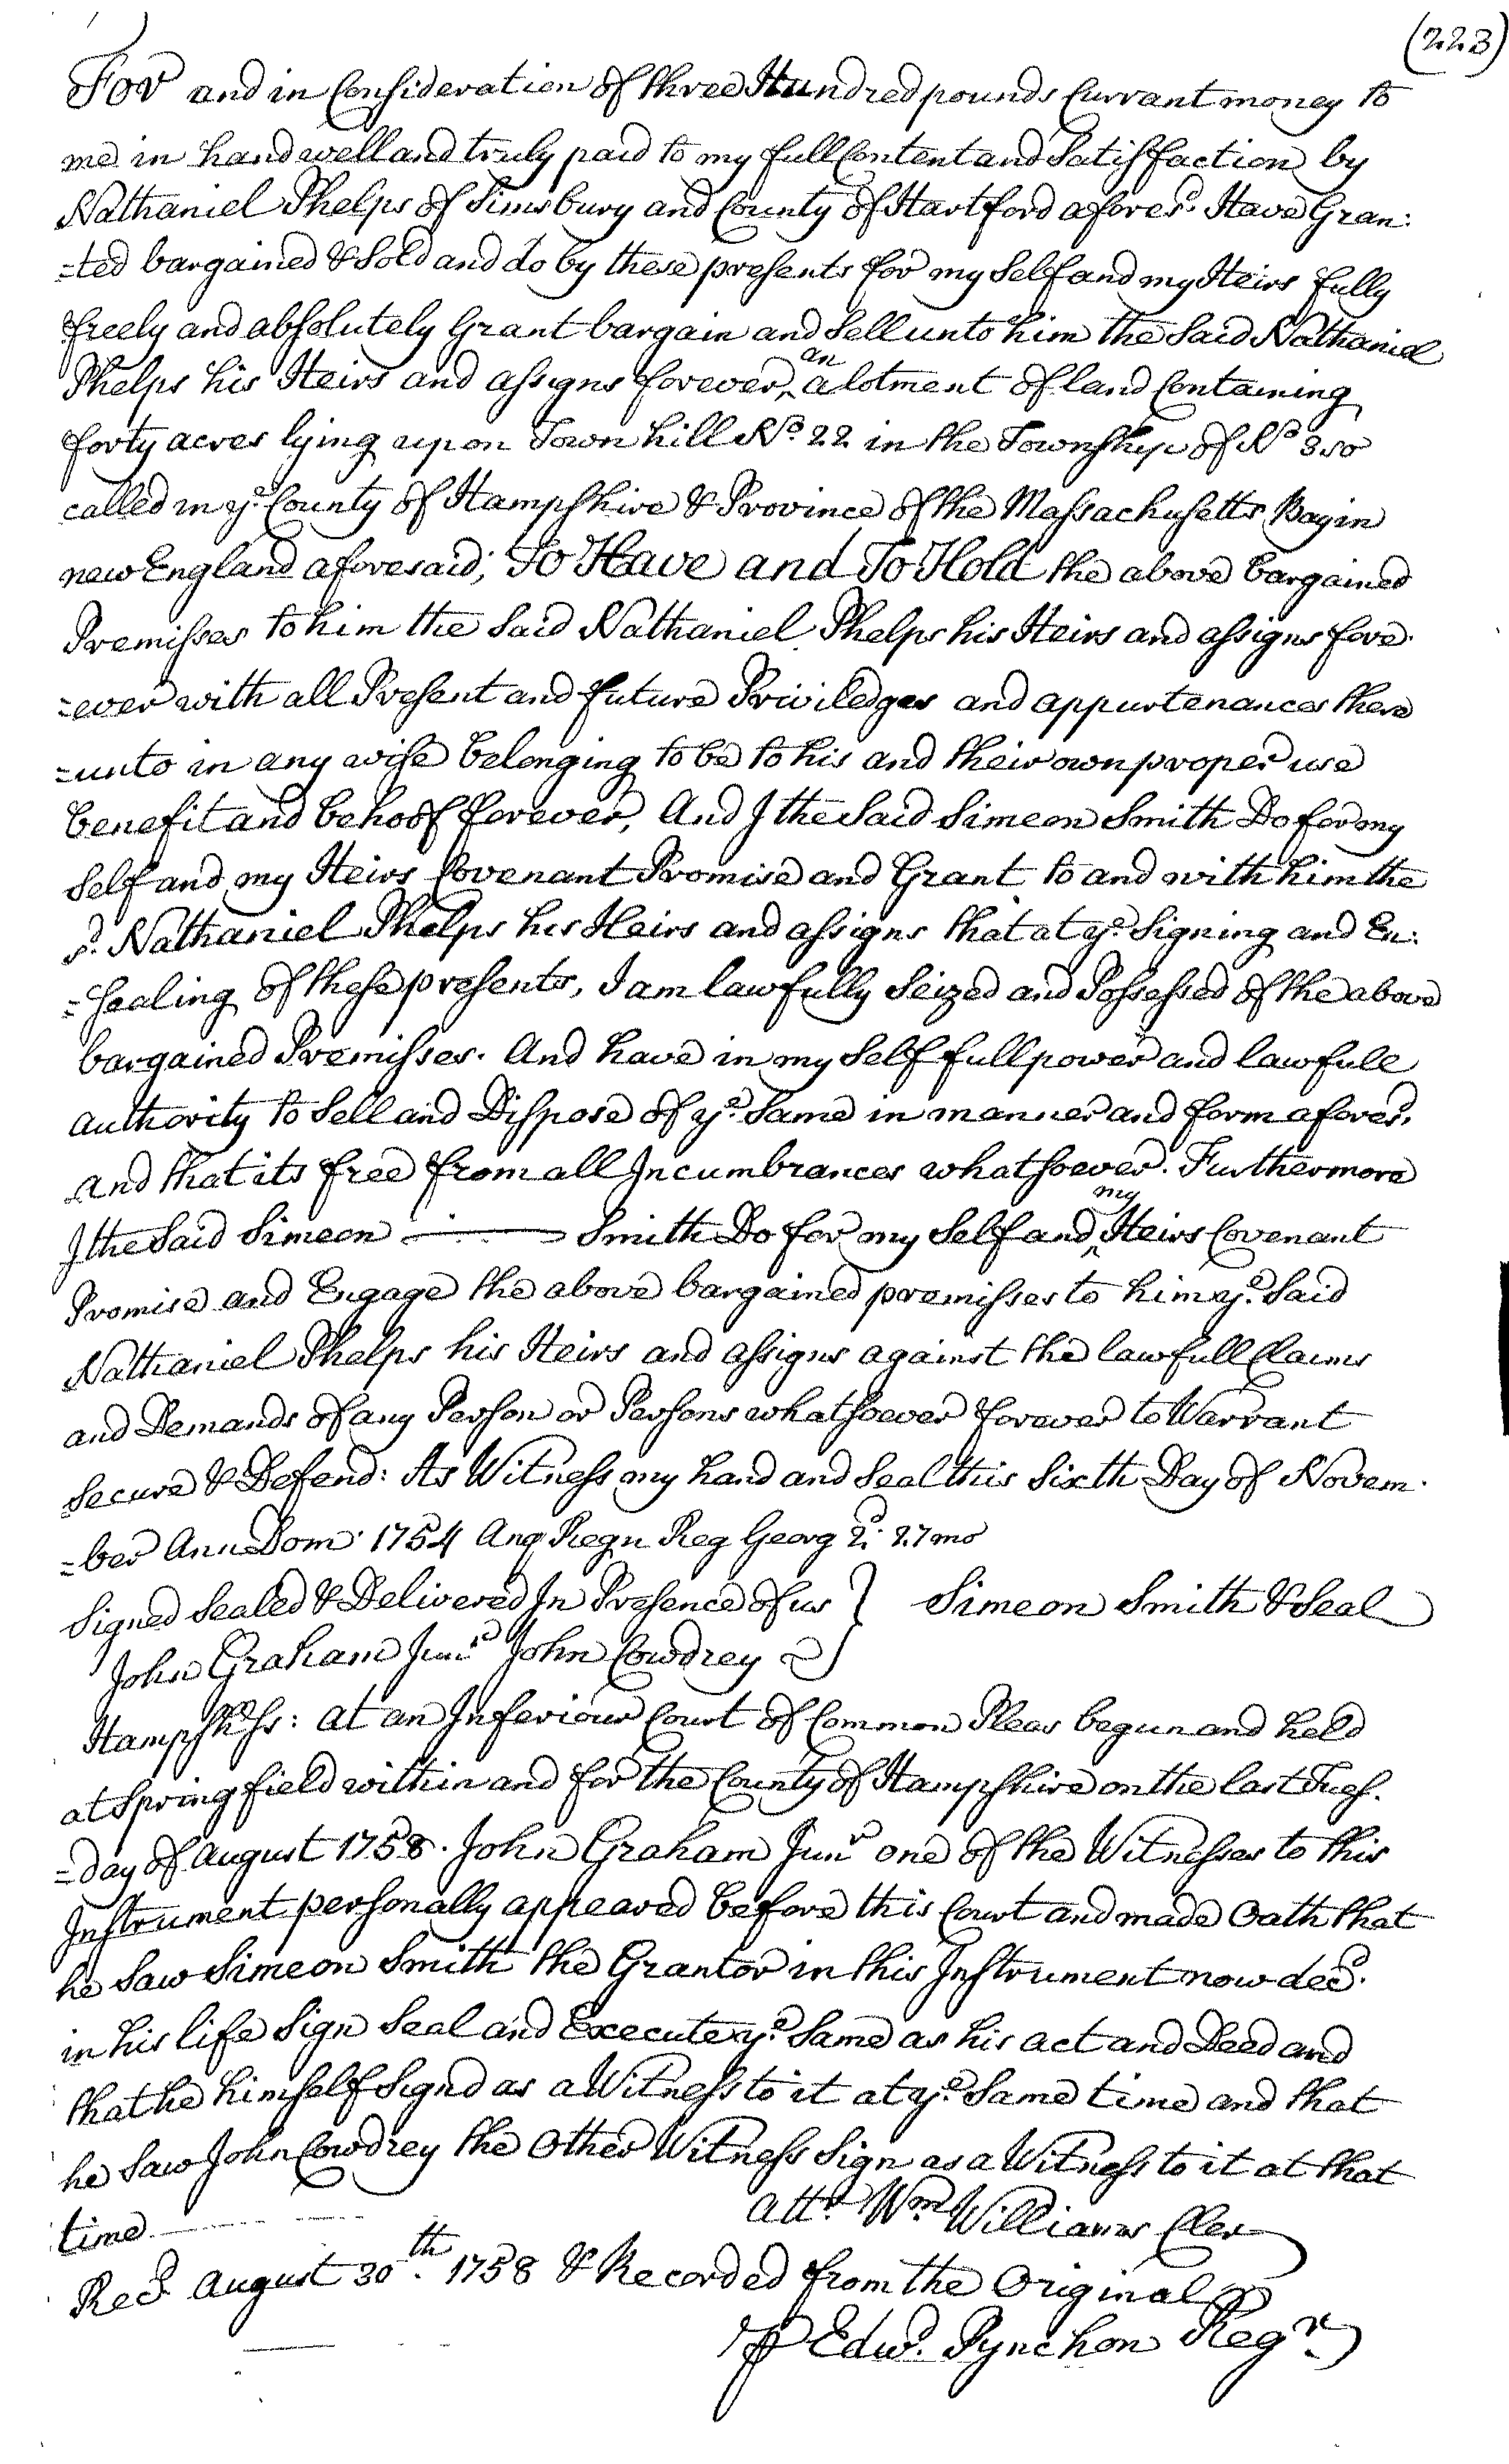 (223)
For and in Consideration of three Hundred pounds Currant money to
me in hand well and truly paid to my full Content and Satisfaction by
Nathaniel Phelps of Simsbury and County of Hartford afores.d Have Gran:
=ted bargained & Sold and do by these presents for my Self and my Heirs fully
freely and absolutely Grant bargain and Sell unto him the Said Nathaniel
Phelps his Heirs and assigns forever, an alotment of land Containing
forty acres lying upon Town hill N.o 22 in the Township of N.o 3 so
called in y.e County of Hampshire & Province of the Massachusetts Bay in
new England aforesaid; To Have and To Hold the above bargained
Premisses to him the Said Nathaniel Phelps his Heirs and assigns fore.
=ever with all Present and future Priviledges and appurtenances there
=unto in any wise belonging to be to his and their own proper use
benefit and behoof forever, And I the Said Simeon Smith Do for my
Self and my Heirs Covenant Promise and Grant to and with him the
s.d Nathaniel Phelps his Heirs and assigns that at y.e Signing and En:
=sealing of these presents, I am lawfully Seized and Possessed of the above
bargained Premisses. And have in my Self full power and lawfull
authority to Sell and Dispose of y.e Same in manner and form afores.d
and that its free from all Incumbrances whatsoever. Furthermore
I the Said Simeon ——— Smith Do for my Self and my Heirs Covenant
Promise and Engage the above bargained premisses to him y.e Said
Nathaniel Phelps his Heirs and assigns against the lawfull Claims
and Demands of any Person or Persons whatsoever forever to Warrant
Secure & Defend: As Witness my hand and Seal this Sixth Day of Novem.
=ber Ann Dom. 1754 Anq Regn Reg Georg 2.d 27mo
Signed Sealed & Delivered In Presence of us } Simeon Smith & Seal
John Graham Jun.r John Cowdrey
Hampsh.r ss: at an Inferiour Court of Common Pleas begun and held
at Springfield within and for the County of Hampshire on the last Tues.
=day of August 1758. John Graham Jun.r one of the Witnesses to this
Instrument personally appeared before this Court and made Oath that
he Saw Simeon Smith the Grantor in this Instrument now dec.d
in his life Sign Seal and Execute y.e Same as his act and Deed and
that he himself Signd as a Witness to it at y.e Same time and that
he Saw John Cowdrey the Other Witness Sign as a Witness to it at that
time ——— Att.r W.m Williams Cler
Rec.d August 30.th 1758 & Recorded from the Original
℔ Edw.d Pynchon Reg.r